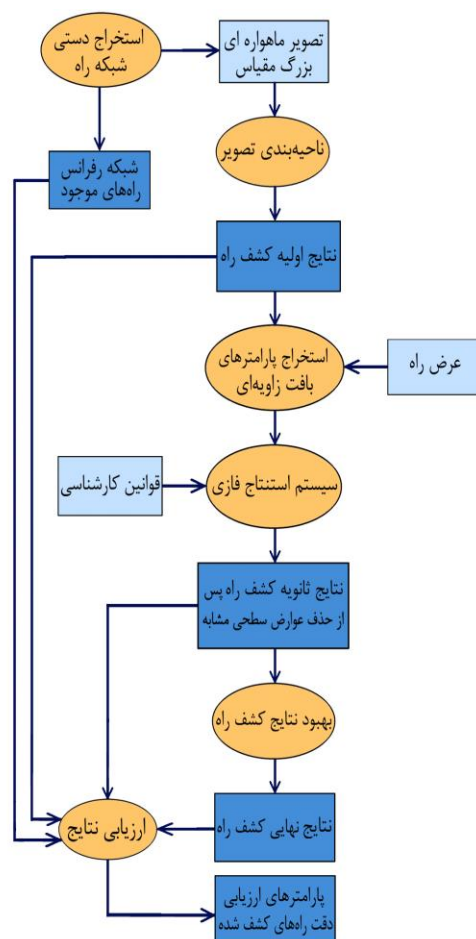 استخراج دستی
شبکه راه
تصویر ماهواره ای
بزرگ مقیاس
ناحیه‌بندی تصویر
شبکه رفرانس
راه‌های موجود
نتایج اولیه کشف راه
استخراج پارامترهای
بافت زاویه‌ای
عرض راه
سیستم استنتاج فازی
قوانین کارشناسی
نتایج ثانویه کشف راه پس
از حذف عوارض سطحی مشابه
بهبود نتایج کشف راه
نتایج نهایی کشف راه
ارزیابی نتایج
پارامترهای ارزیابی
دقت راه‌های کشف شده